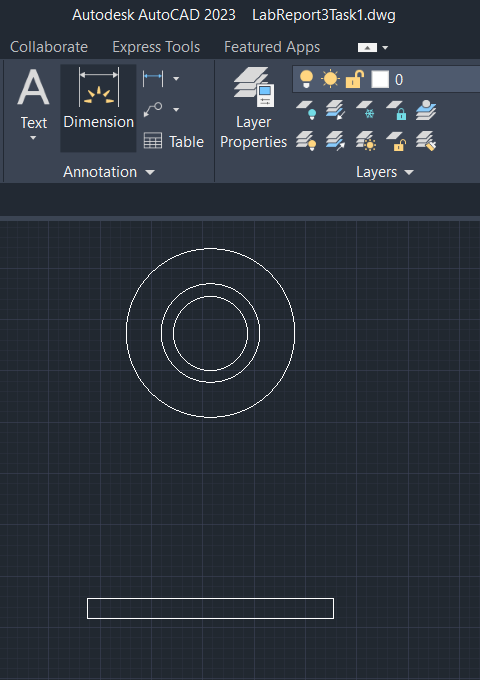 Autodesk AutoCAD 2023 LabReport3Task1.dwg
Collaborate Express Tools Featured Apps
A
Text
Dimension
Table
Layer
Properties
0
Annotation
Layers